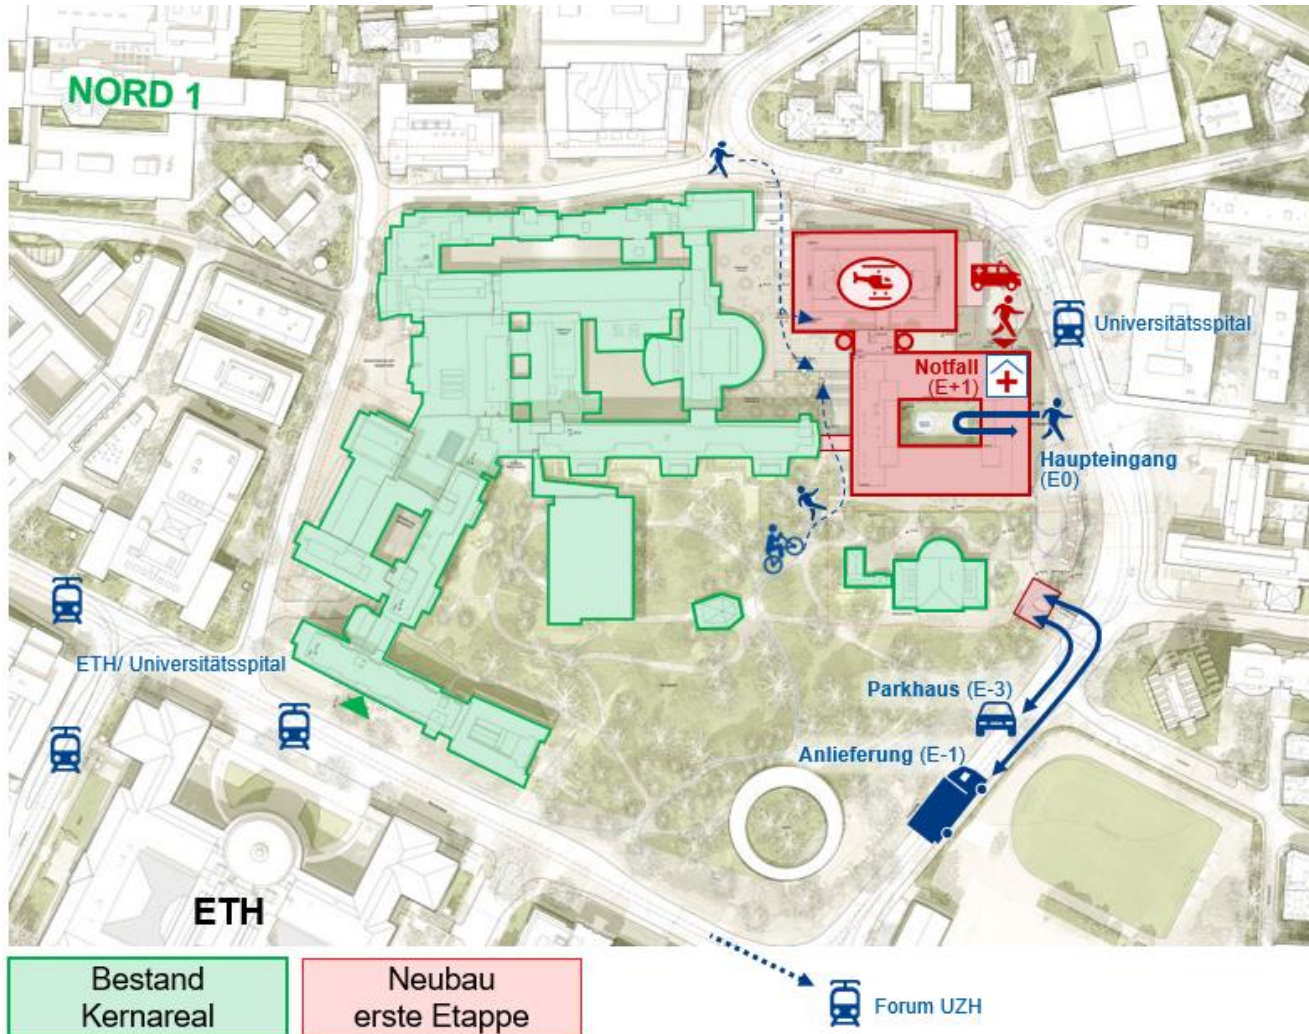 NORD 1
Universitätsspital
Notfall
(E+1)
Haupteingang
(E0)
ETH/ Universitätsspital
Parkhaus (E-3)
Anlieferung (E-1)
ETH
Bestand
Kernareal
Neubau
erste Etappe
Forum UZH